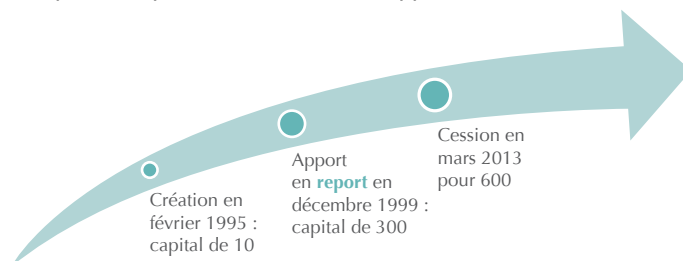 Création en
février 1995 :
capital de 10
Apport
en report en
décembre 1999 :
capital de 300
Cession en
mars 2013
pour 600